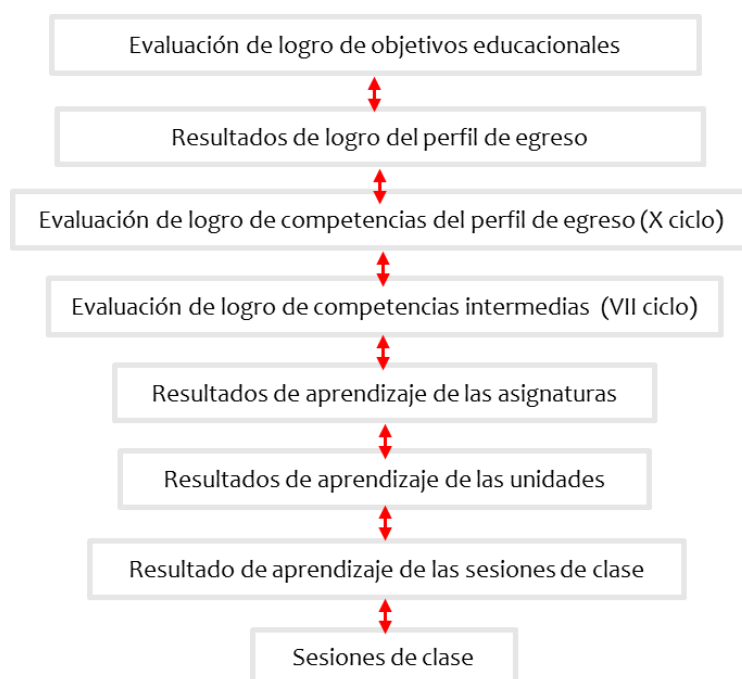 Evaluación de logro de objetivos educacionales
Resultados de logro del perfil de egreso
Evaluación de logro de competencias del perfil de egreso (X ciclo)
Evaluación de logro de competencias intermedias (VII ciclo)
Resultados de aprendizaje de las asignaturas
Resultados de aprendizaje de las unidades
Resultado de aprendizaje de las sesiones de clase
Sesiones de clase